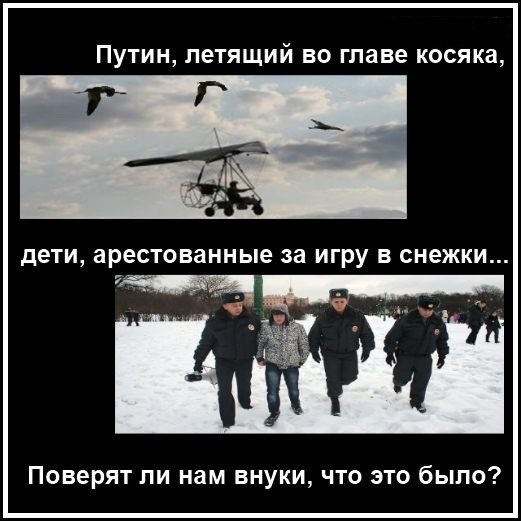 Путин, летящий во главе косяка,
дети, арестованные за игру в снежки...
Поверят ли нам внуки, что это было?